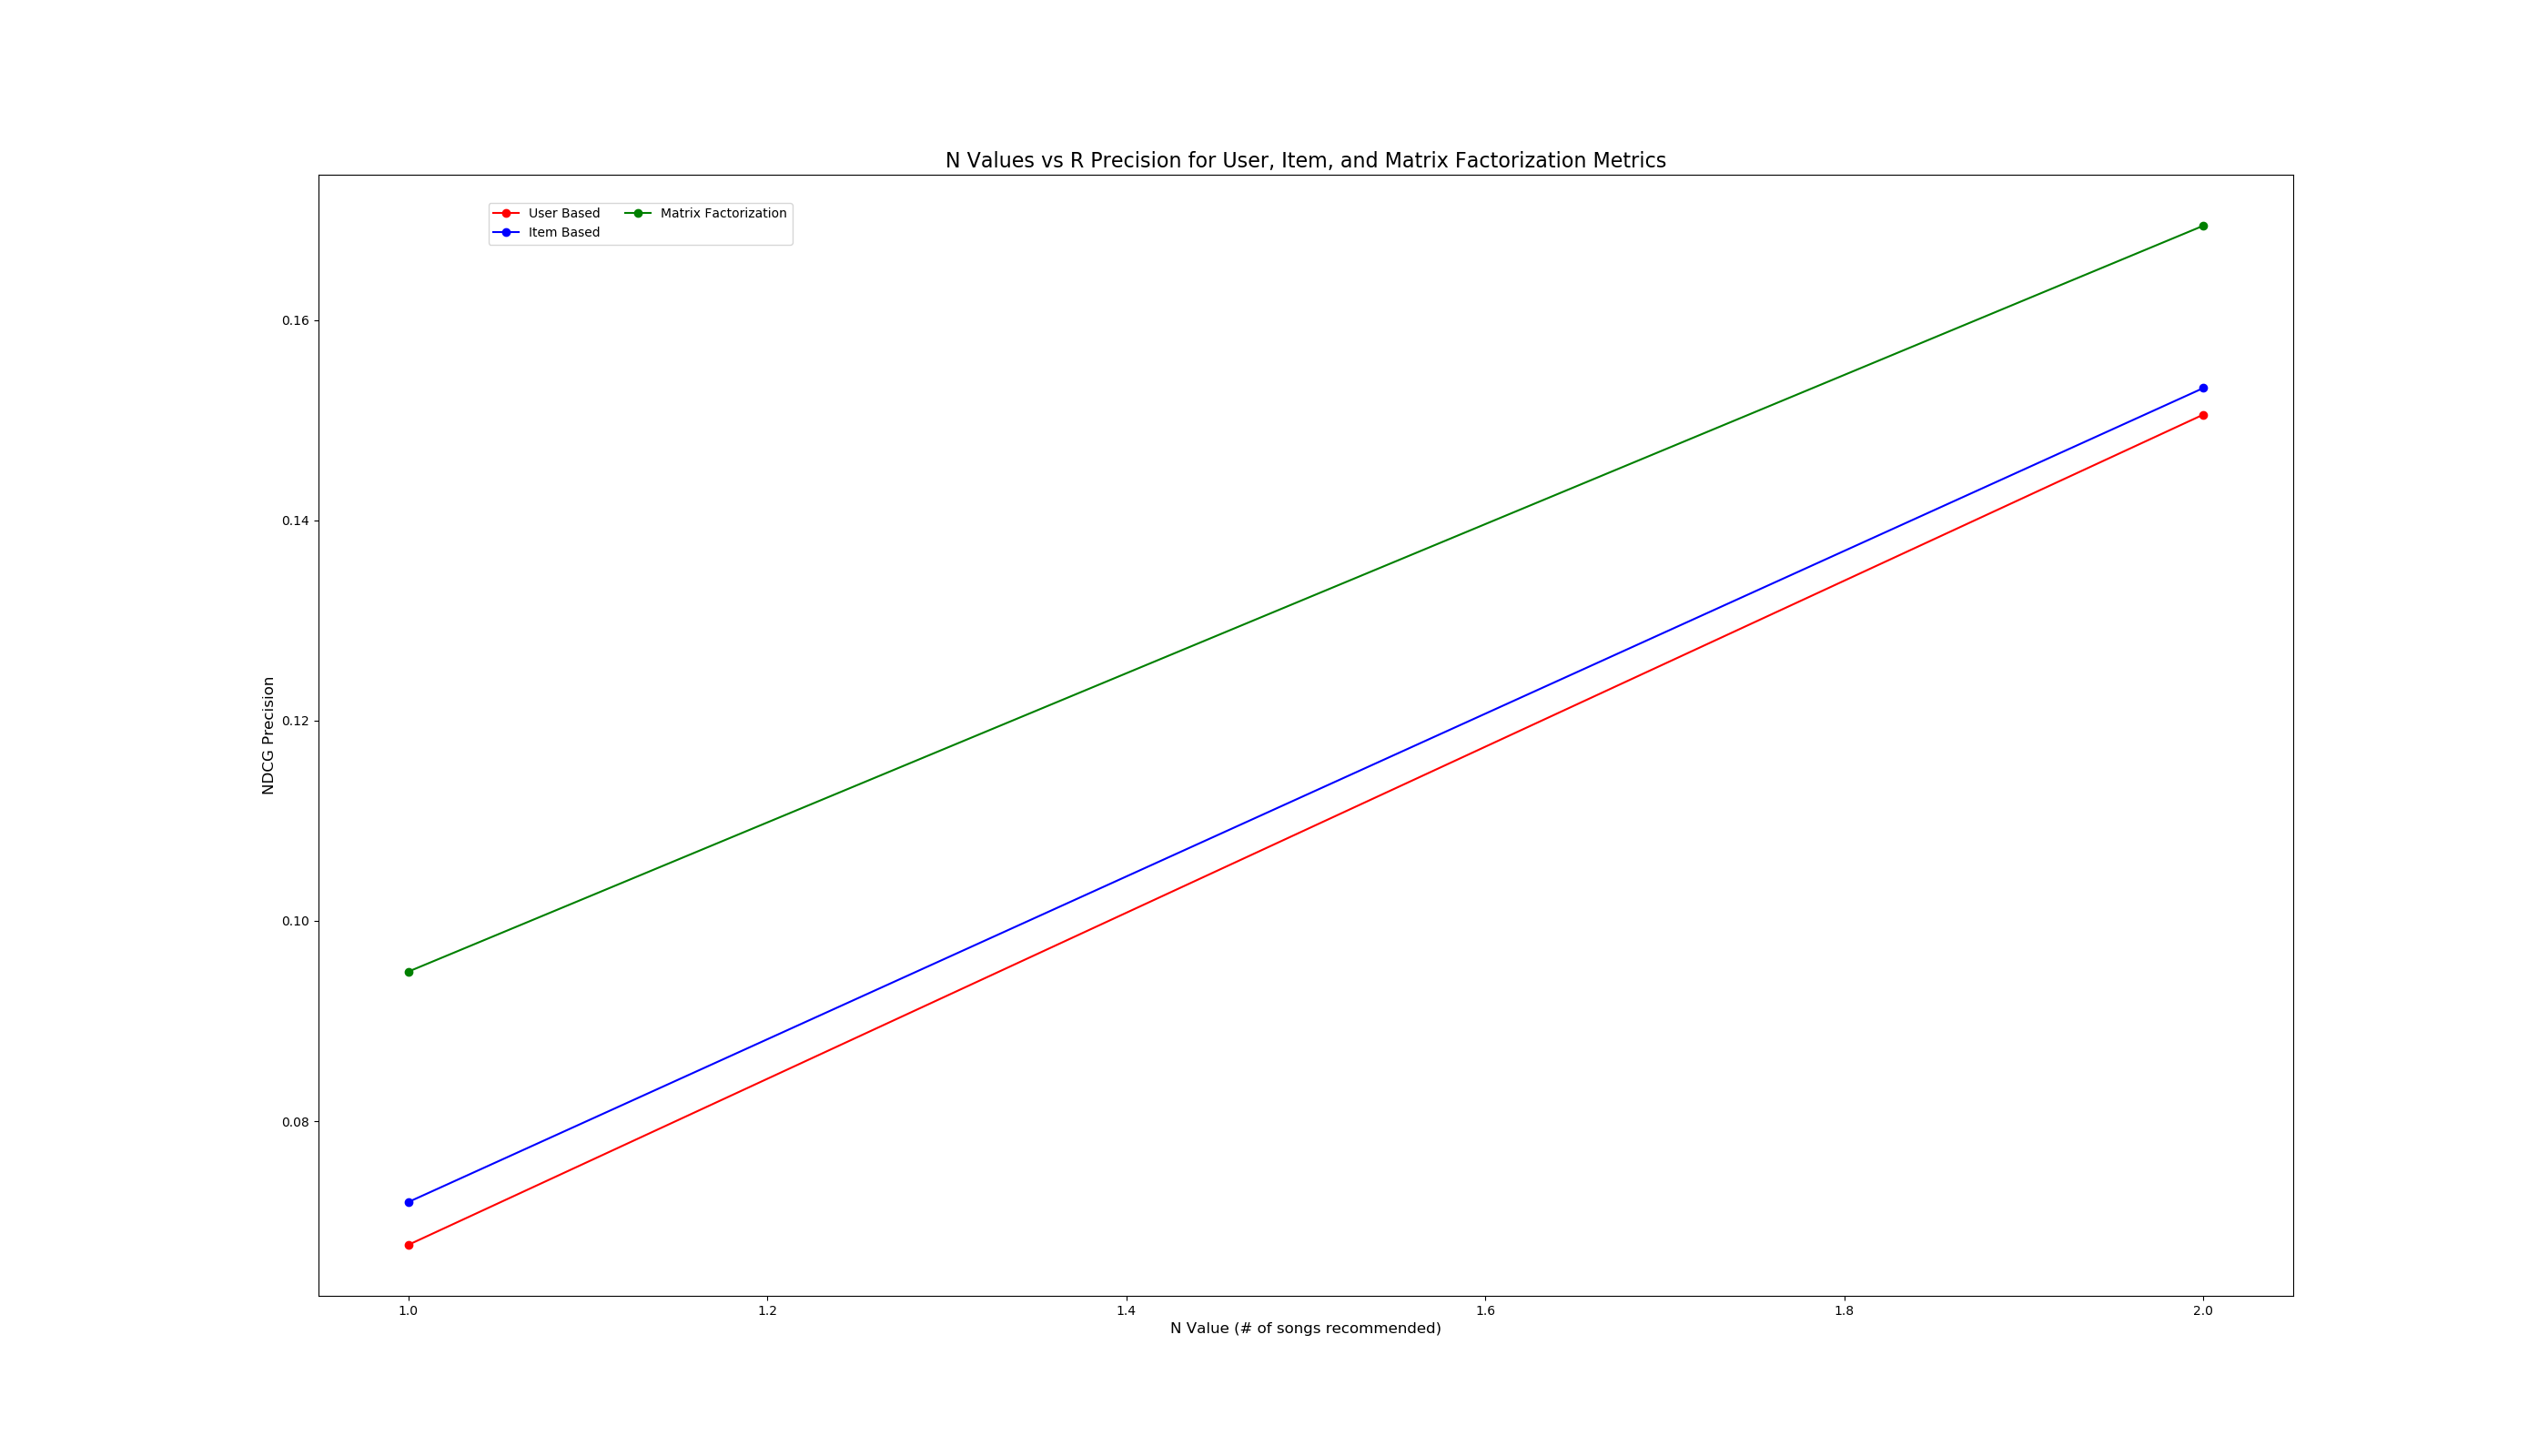 N Values vs R Precision for User, Item, and Matrix Factorization Metrics
User Based
Item Based
Matrix Factorization
NDCG Precision
0.16
0.14
0.12
0.10
0.08
1.0 1.2 1.4 1.6 1.8 2.0
N Value (# of songs recommended)